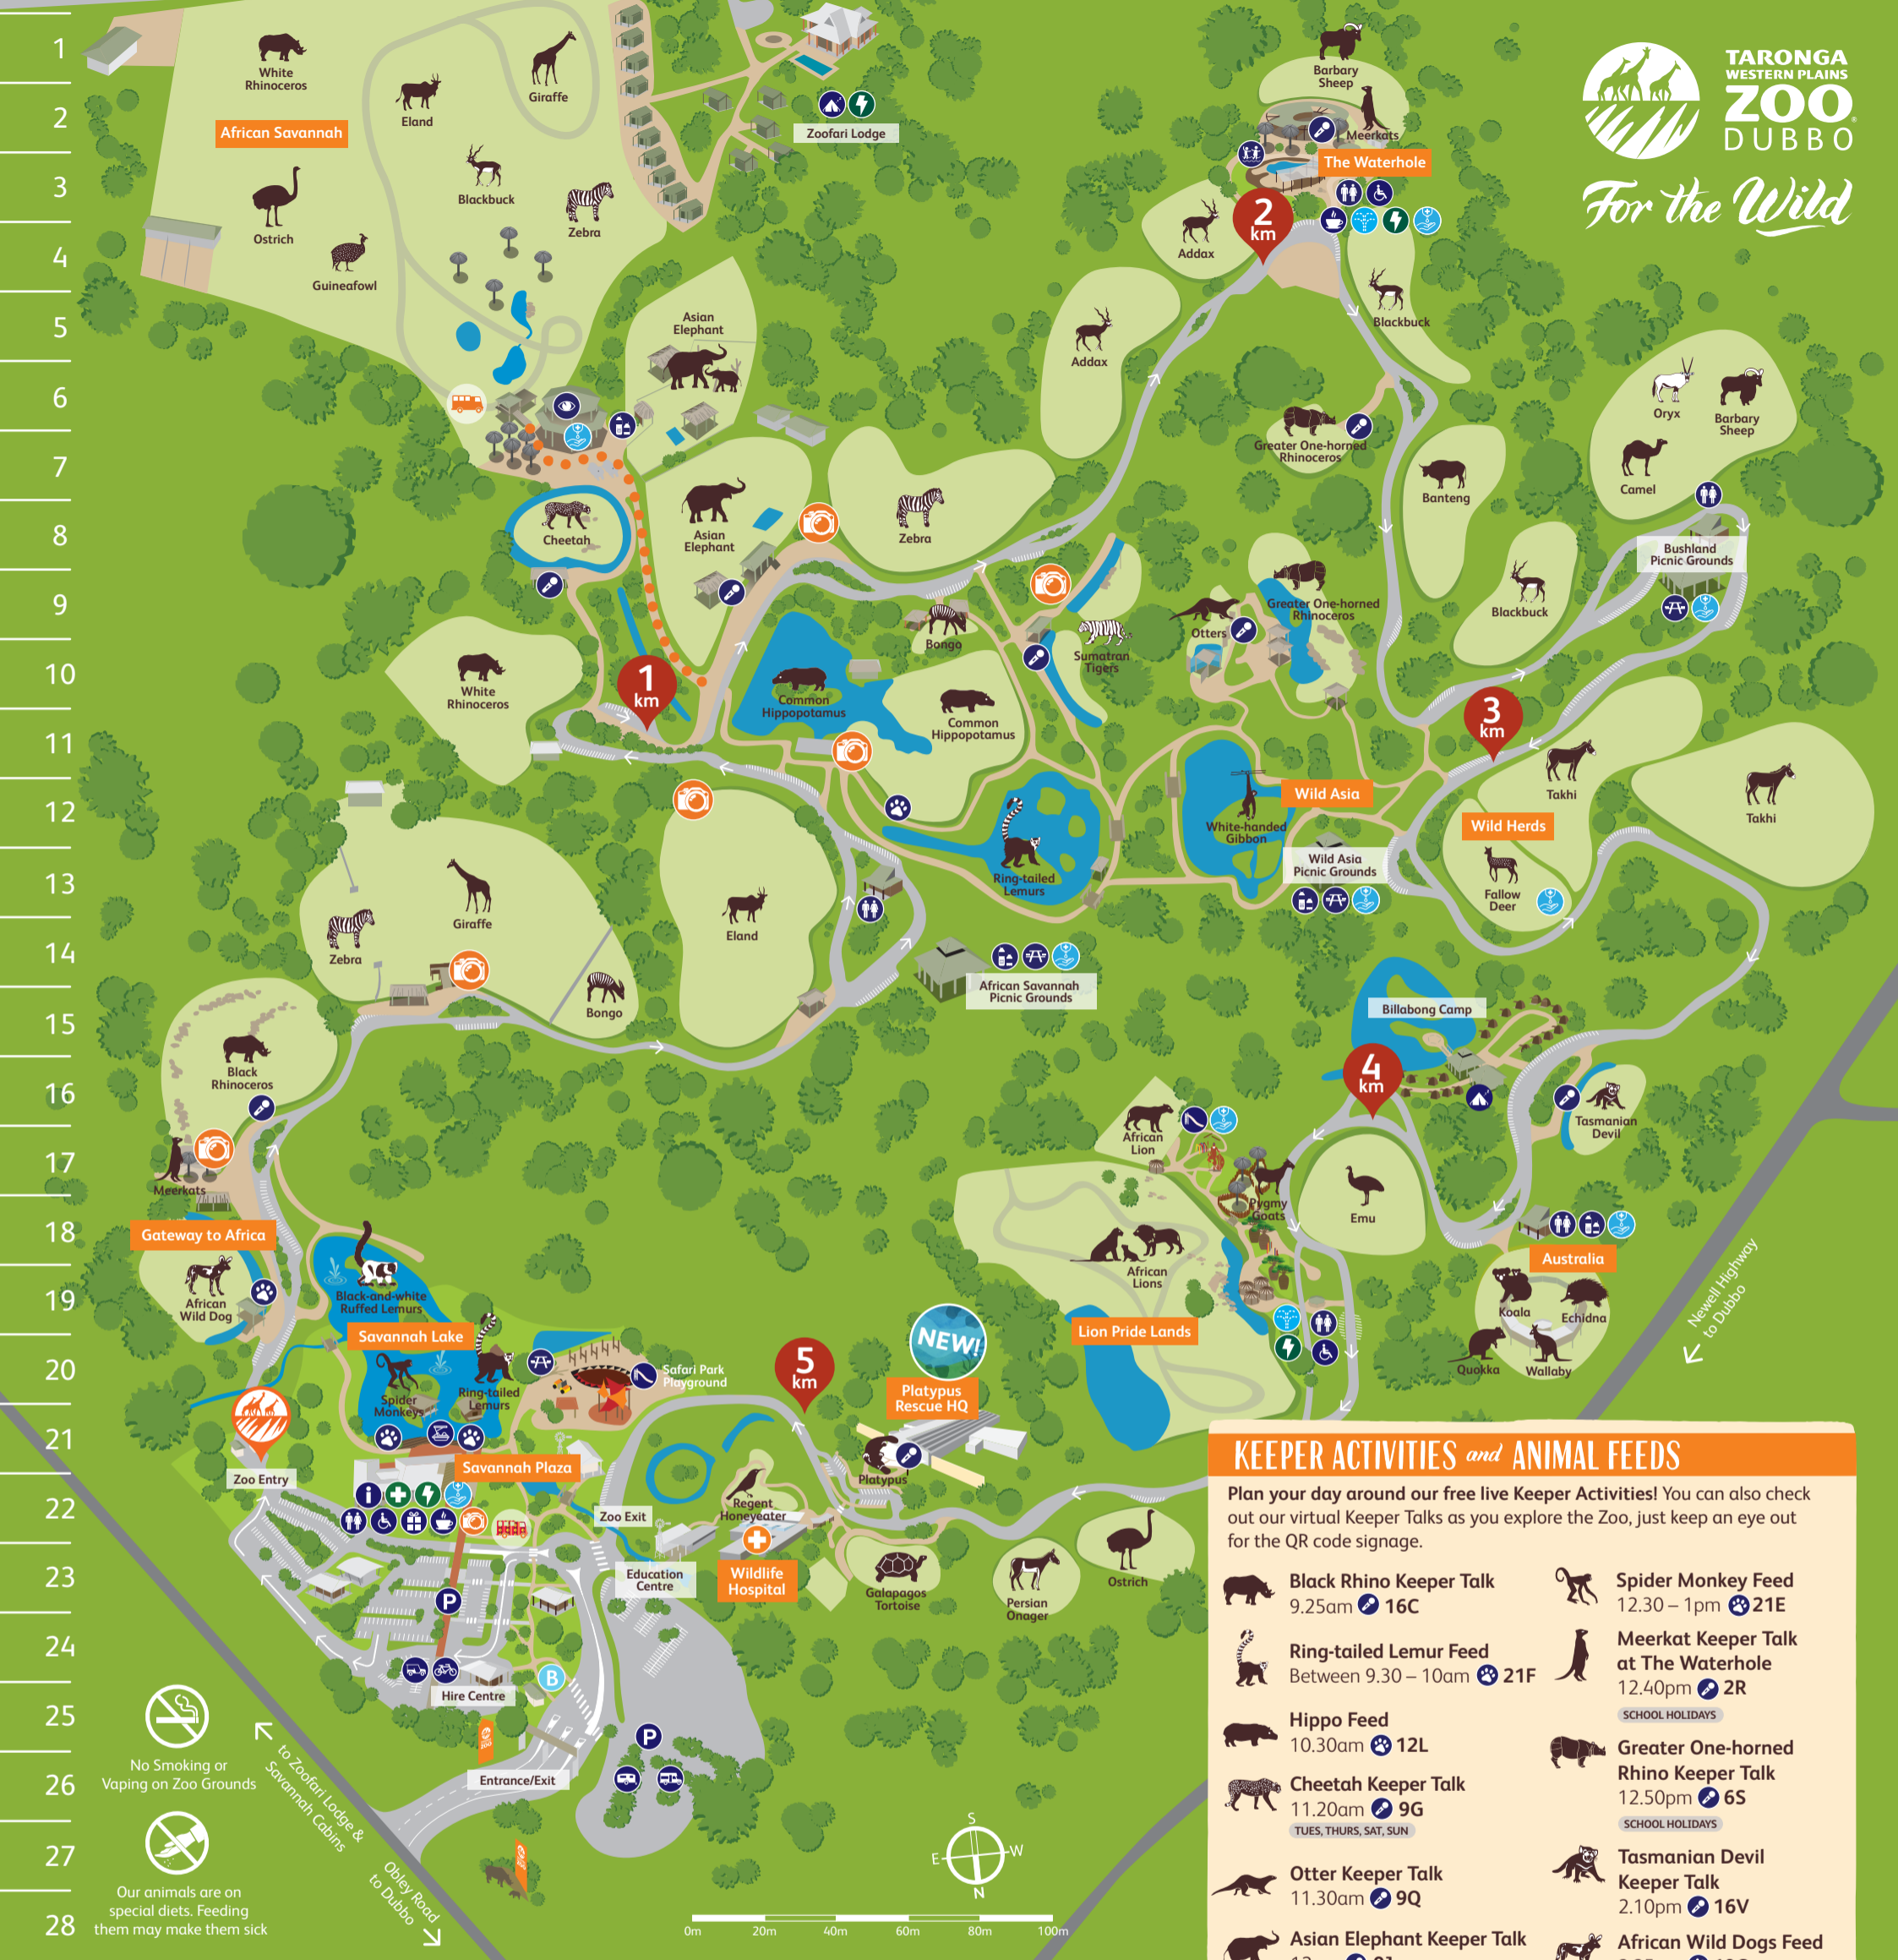 1
2
3
4
5
6
7
8
9
10
11
12
13
14
15
16
17
18
19
20
21
22
23
24
25
26
27
28
TARONGA
WESTERN PLAINS
ZOO
DUBBO
For the Wild
White
Rhinoceros
Eland
Giraffe
African Savannah
Blackbuck
Ostrich
Zebra
Guineafowl
Zoofari Lodge
Barbary
Sheep
Meerkats
The Waterhole
2
km
Addax
Blackbuck
Asian
Elephant
Addax
Oryx
Barbary
Sheep
Camel
Greater One-horned
Rhinoceros
Banteng
Cheetah
Asian
Elephant
Zebra
Bushland
Picnic Grounds
Blackbuck
Bongo
Sumatran
Tigers
Otters
Greater One-horned
Rhinoceros
White
Rhinoceros
1
km
Common
Hippopotamus
Common
Hippopotamus
3
km
Takhi
Takhi
Wild Asia
White-handed
Gibbon
Wild Herds
Wild Asia
Picnic Grounds
Fallow
Deer
Ring-tailed
Lemurs
Giraffe
Zebra
Bongo
Eland
African Savannah
Picnic Grounds
Billabong Camp
4
km
Black
Rhinoceros
Meerkats
African
Lion
Tasmanian
Devil
Pygmy
Goats
Emu
Gateway to Africa
African
Wild Dog
Black-and-white
Ruffed Lemurs
African
Lions
Australia
Koala
Echidna
Quokka
Wallaby
Newell Highway
to Dubbo
Savannah Lake
Spider
Monkeys
Ring-tailed
Lemurs
Safari Park
Playground
5
km
NEW!
Platypus
Rescue HQ
Lion Pride Lands
Platypus
Zoo Entry
Savannah Plaza
Zoo Exit
Regent
Honeyeater
Education
Centre
Wildlife
Hospital
Galapagos
Tortoise
Persian
Onager
Ostrich
P
B
Hire Centre
P
Entrance/Exit
No Smoking or
Vaping on Zoo Grounds
Our animals are on
special diets. Feeding
them may make them sick
to Zoofari Lodge &
Savannah Cabins
Obley Road
to Dubbo
S
E
W
N
0m
20m
40m
60m
80m
100m
KEEPER ACTIVITIES and ANIMAL FEEDS
Plan your day around our free live Keeper Activities! You can also check
out our virtual Keeper Talks as you explore the Zoo, just keep an eye out
for the QR code signage.
Black Rhino Keeper Talk
9.25am 16C
Ring-tailed Lemur Feed
Between 9.30 – 10am 21F
Hippo Feed
10.30am 12L
Cheetah Keeper Talk
11.20am 9G
TUES, THURS, SAT, SUN
Otter Keeper Talk
11.30am 9Q
Asian Elephant Keeper Talk
Spider Monkey Feed
12.30 – 1pm 21E
Meerkat Keeper Talk
at The Waterhole
12.40pm 2R
SCHOOL HOLIDAYS
Greater One-horned
Rhino Keeper Talk
12.50pm 6S
SCHOOL HOLIDAYS
Tasmanian Devil
Keeper Talk
2.10pm 16V
African Wild Dogs Feed